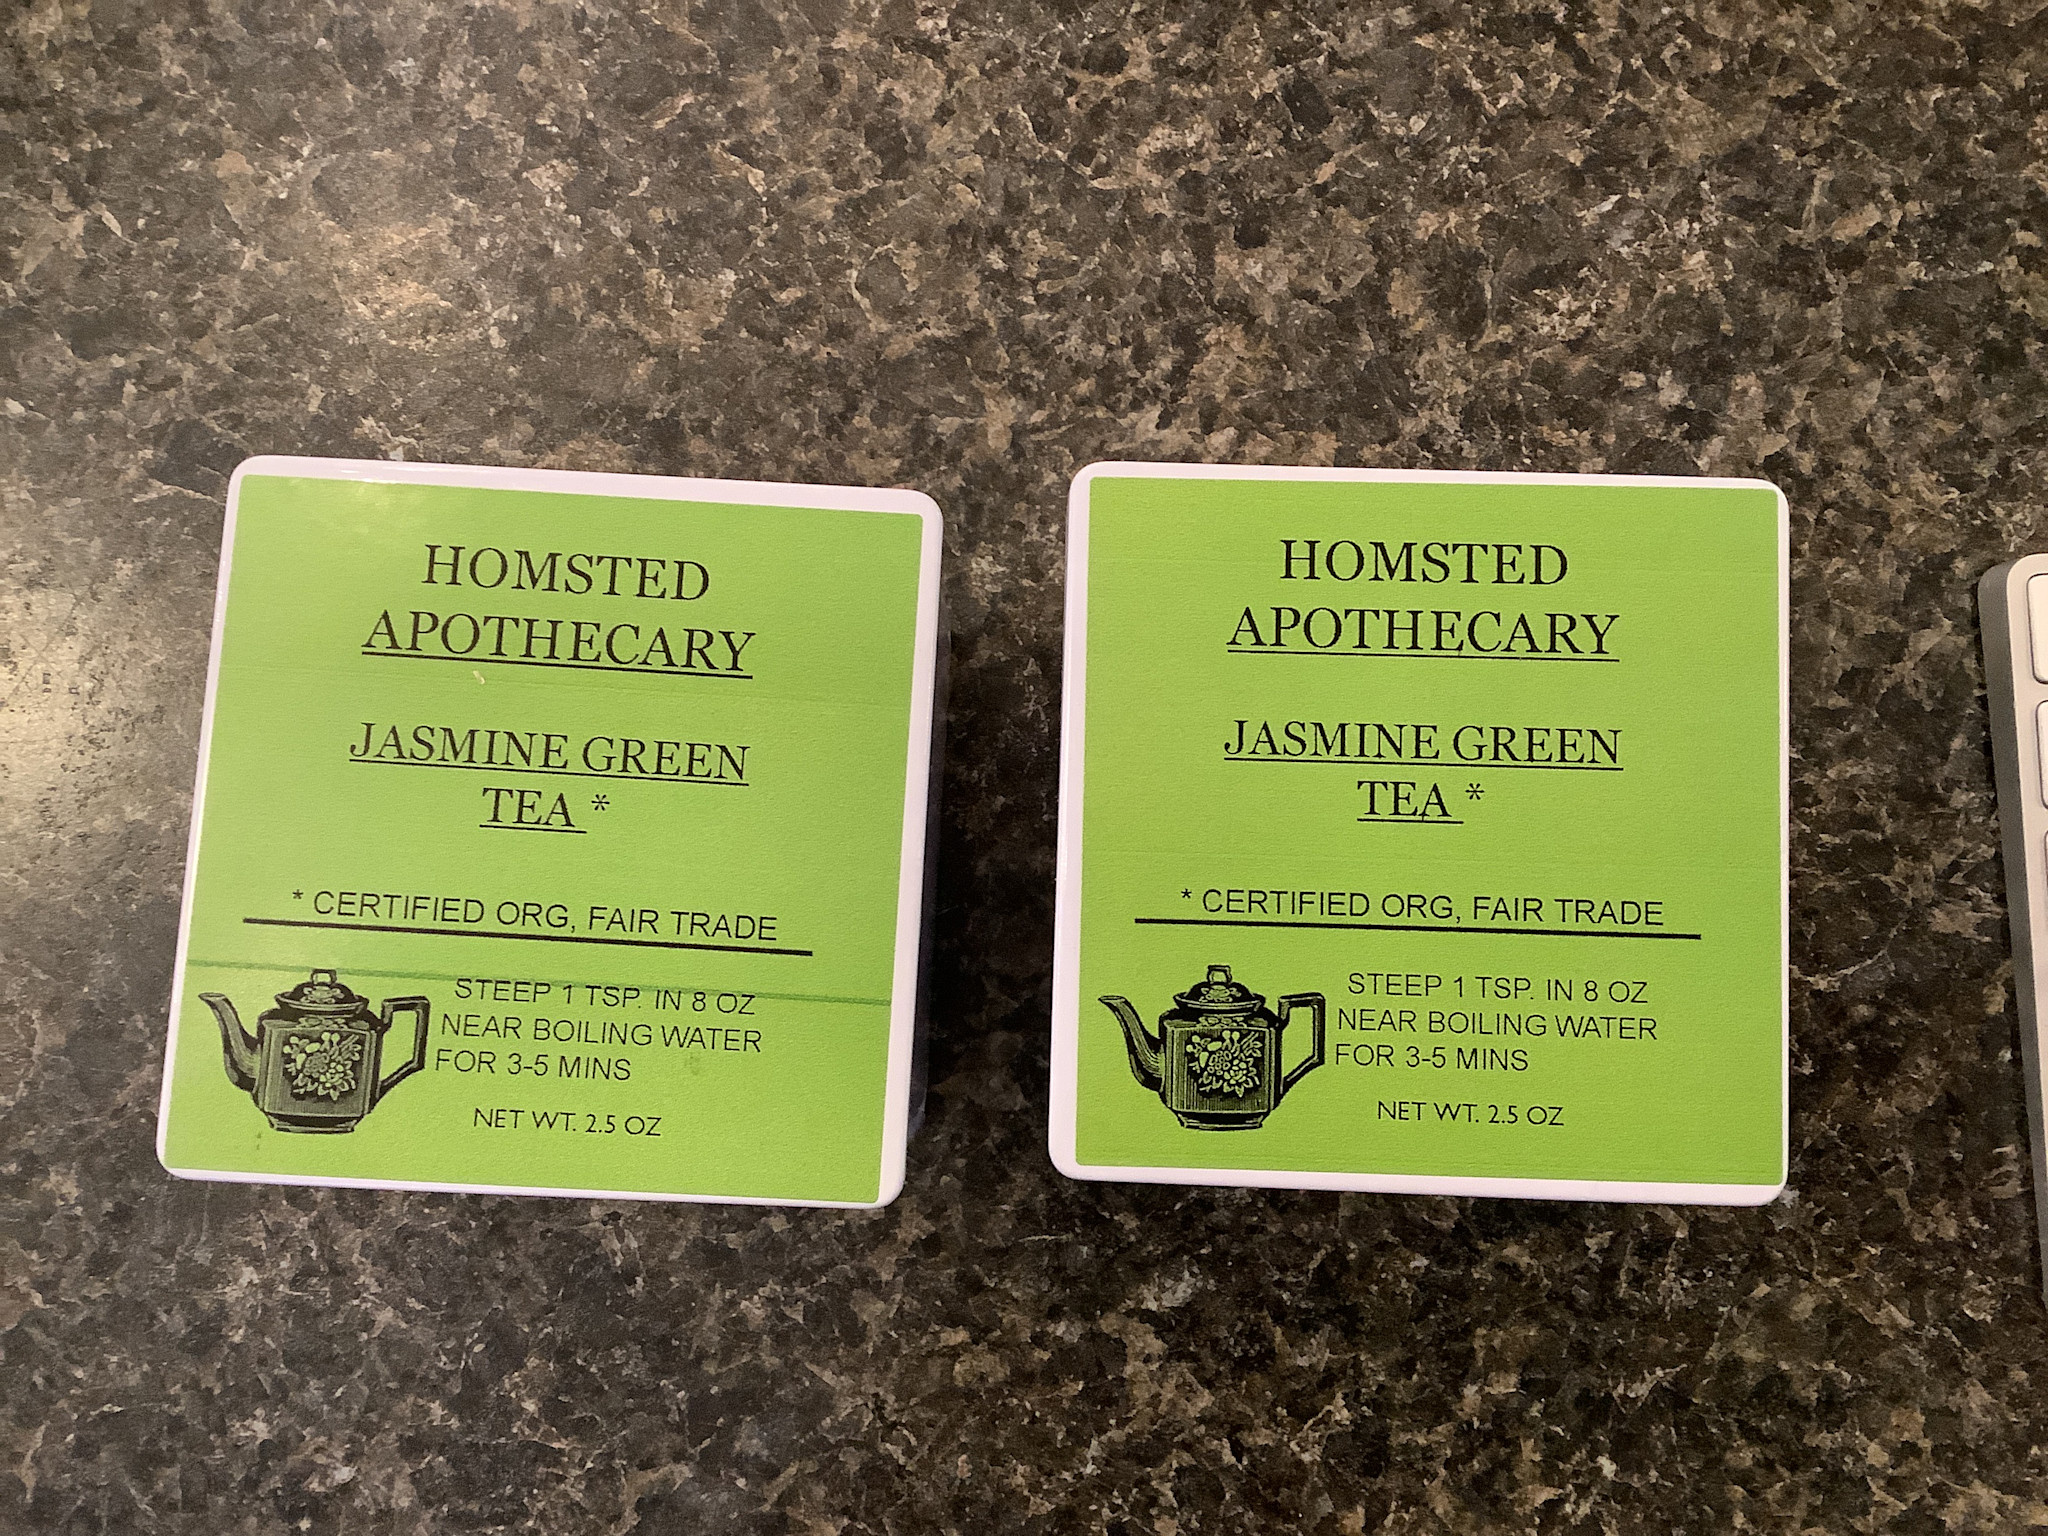 HOMSTED
APOTHECARY
JASMINE GREEN
TEA *
* CERTIFIED ORG, FAIR TRADE
STEEP 1 TSP. IN 8 OZ
NEAR BOILING WATER
FOR 3-5 MINS
NET WT. 2.5 OZ
HOMSTED
APOTHECARY
JASMINE GREEN
TEA *
* CERTIFIED ORG, FAIR TRADE
STEEP 1 TSP. IN 8 OZ
NEAR BOILING WATER
FOR 3-5 MINS
NET WT. 2.5 OZ